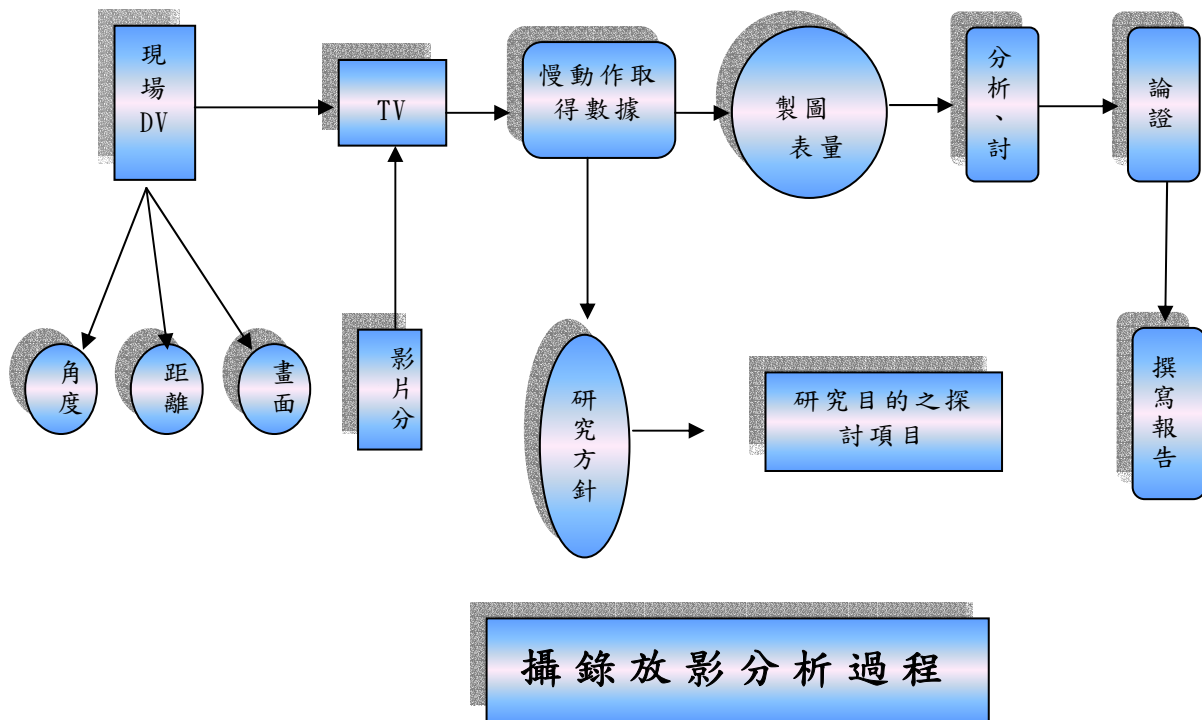 現場DV
TV
慢動作取
得數據
製圖
表量
分析、討
論證
角度
距離
畫面
影片分
研究方針
研究目的之探
討項目
撰寫報告
攝錄放影分析過程